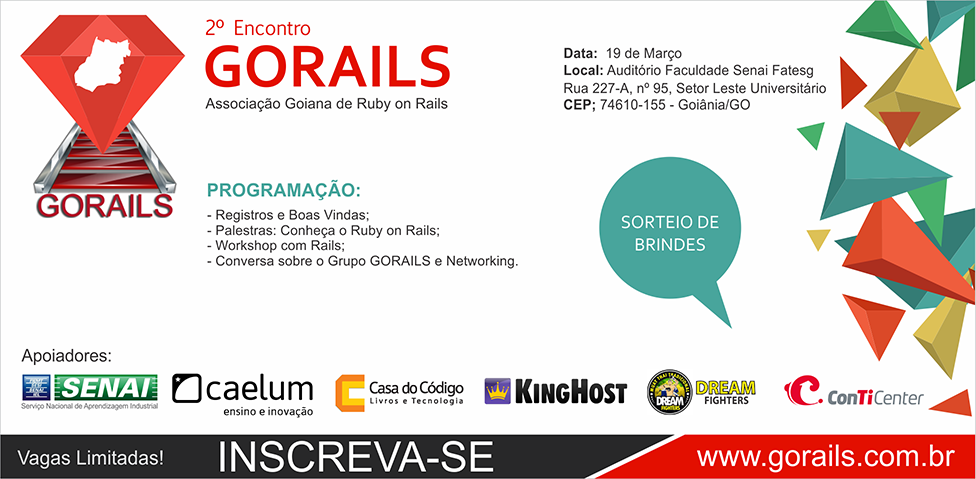 2º Encontro
GORAILS
Associação Goiana de Ruby on Rails
GORAILS
Data: 19 de Março
Local: Auditório Faculdade Senai Fatesg
Rua 227-A, nº 95, Setor Leste Universitário
CEP; 74610-155 - Goiânia/GO
PROGRAMAÇÃO:
- Registros e Boas Vindas;
- Palestras: Conheça o Ruby on Rails;
- Workshop com Rails;
- Conversa sobre o Grupo GORAILS e Networking.
SORTEIO DE
BRINDES
Apoiadores:
SENAI
Serviço Nacional de Aprendizagem Industrial
caelum
ensino e inovação
Casa do Código
Livros e Tecnologia
KINGHOST
DREAM
FIGHTERS
DREAM
FIGHTERS
ConTiCenter
Vagas Limitadas!
INSCREVA-SE
www.gorails.com.br